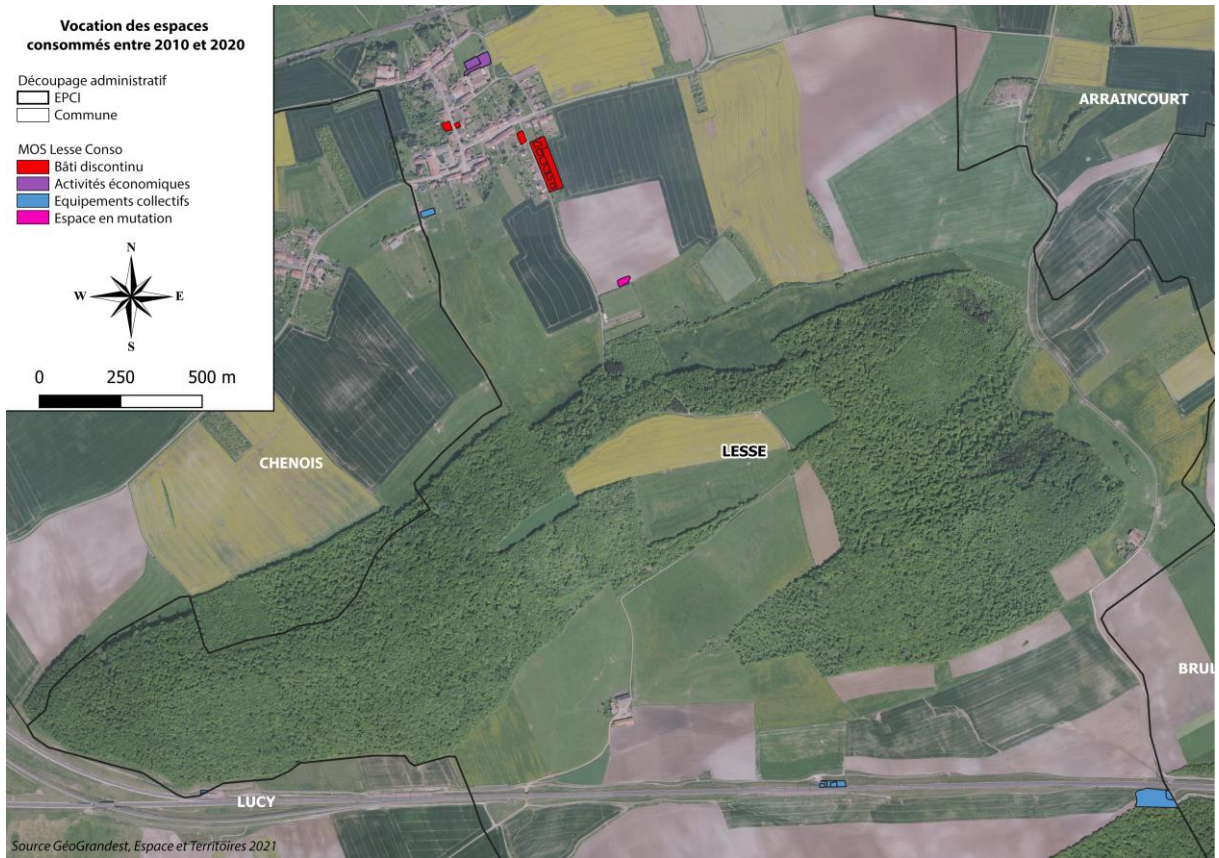 Vocation des espaces
consommés entre 2010 et 2020
Découpage administratif
EPCI
Commune
MOS Lesse Conso
Bâti discontinu
Activités économiques
Equipements collectifs
Espace en mutation
N
W E
S
0 250 500 m
ARRAINCOURT
CHENOIS
LESSE
BRUL
LUCY
Source GéoGrandest, Espace et Territoires 2021